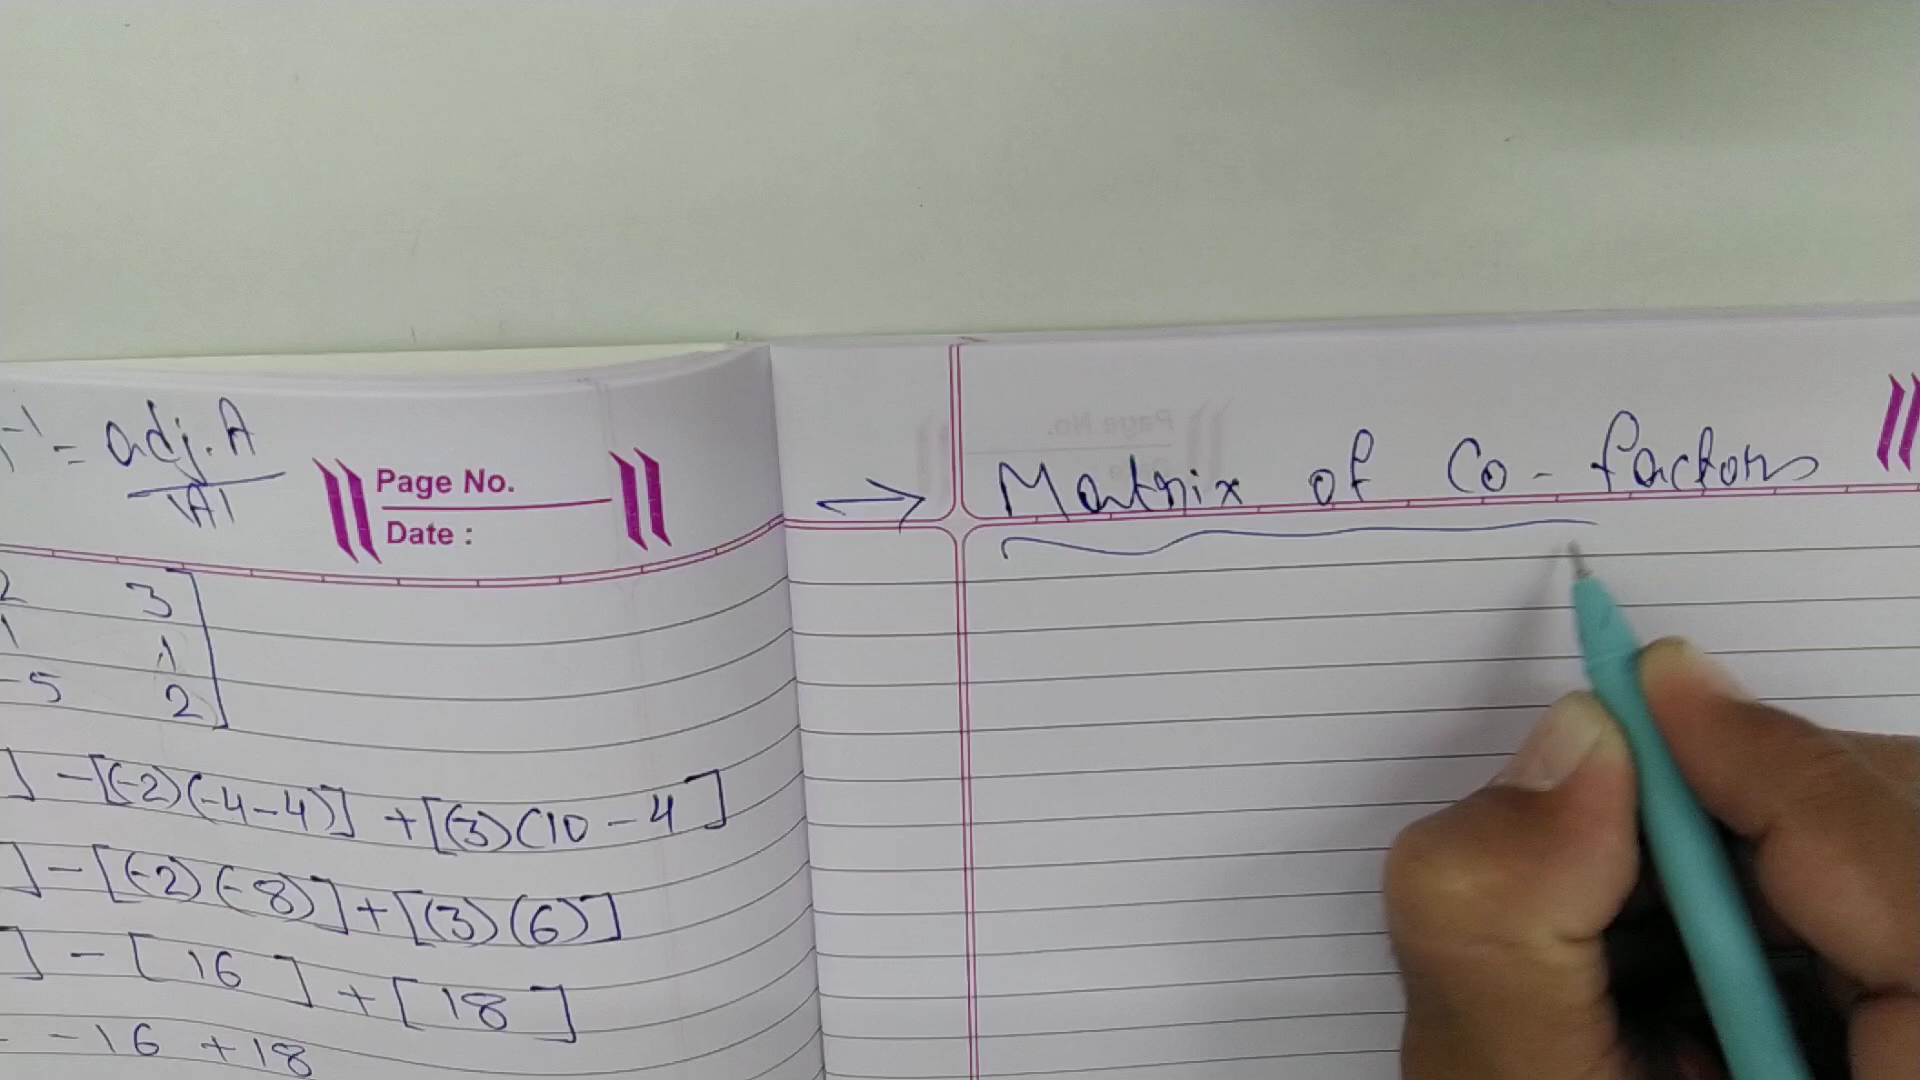 -1 = adj.A
|A|
Page No.
Date :
2 3
1 1
-5 2
] -[(-2)(-4-4)] +[(3)(10-4]
] -[(-2)(-8)]+[(3)(6)]
] - [16] +[18]
- -16 +18
→ Matrix of Co-factors